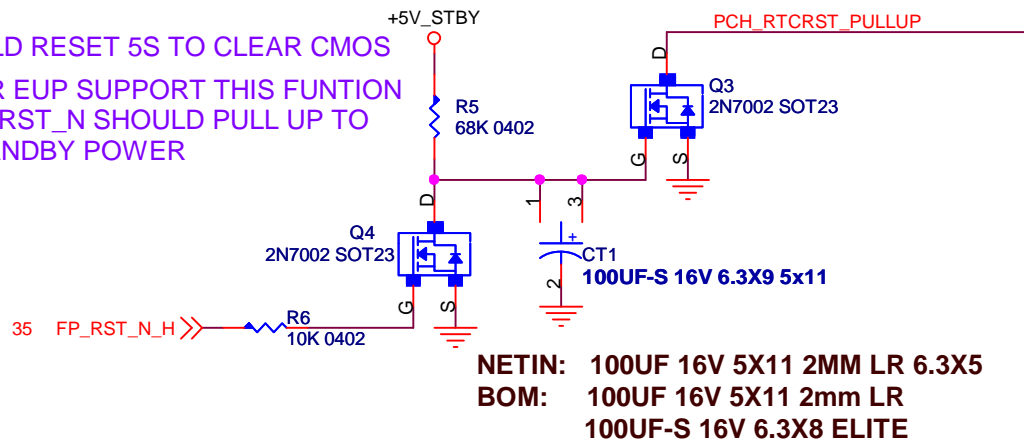 +5V_STBY
PCH_RTCRST_PULLUP
LD RESET 5S TO CLEAR CMOS
R EUP SUPPORT THIS FUNTION
RST_N SHOULD PULL UP TO
NDBY POWER
R5
68K 0402
D
Q3
2N7002 SOT23
G
S
D
Q4
2N7002 SOT23
G
S
1
3
+
CT1
100UF-S 16V 6.3X9 5x11
2
35 FP_RST_N_H
R6
10K 0402
NETIN: 100UF 16V 5X11 2MM LR 6.3X5
BOM: 100UF 16V 5X11 2mm LR
100UF-S 16V 6.3X8 ELITE